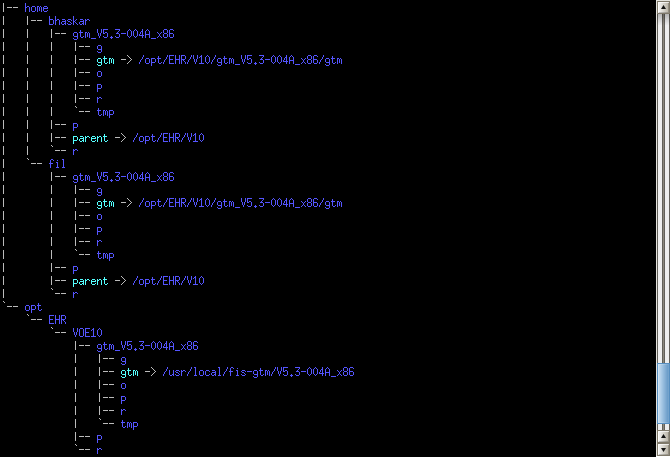 |-- home
|   |-- bhaskar
|   |   |-- gtm_V5.3-004A_x86
|   |   |   |-- g
|   |   |   |-- gtm -> /opt/EHR/V10/gtm_V5.3-004A_x86/gtm
|   |   |   |-- o
|   |   |   |-- p
|   |   |   |-- r
|   |   |   `-- tmp
|   |   |-- p
|   |   |-- parent -> /opt/EHR/V10
|   |   `-- r
|   `-- fil
|       |-- gtm_V5.3-004A_x86
|       |   |-- g
|       |   |-- gtm -> /opt/EHR/V10/gtm_V5.3-004A_x86/gtm
|       |   |-- o
|       |   |-- p
|       |   |-- r
|       |   `-- tmp
|       |-- p
|       |-- parent -> /opt/EHR/V10
|       `-- r
`-- opt
    `-- EHR
        `-- VOE10
            |-- gtm_V5.3-004A_x86
            |   |-- g
            |   |-- gtm -> /usr/local/fis-gtm/V5.3-004A_x86
            |   |-- o
            |   |-- p
            |   |-- r
            |   `-- tmp
            |-- p
            `-- r